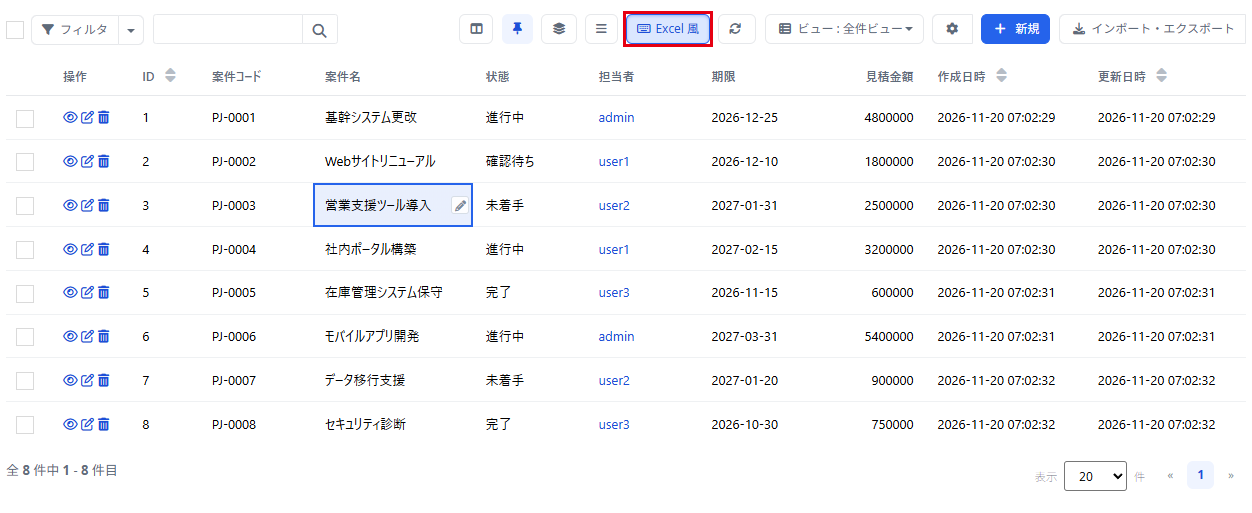 フィルタ Excel 風 ビュー : 全件ビュー 新規 インポート・エクスポート
操作 ID 案件コード 案件名 状態 担当者 期限 見積金額 作成日時 更新日時
1 PJ-0001 基幹システム更改 進行中 admin 2026-12-25 4800000 2026-11-20 07:02:29 2026-11-20 07:02:29
2 PJ-0002 Webサイトリニューアル 確認待ち user1 2026-12-10 1800000 2026-11-20 07:02:30 2026-11-20 07:02:30
3 PJ-0003 営業支援ツール導入 未着手 user2 2027-01-31 2500000 2026-11-20 07:02:30 2026-11-20 07:02:30
4 PJ-0004 社内ポータル構築 進行中 user1 2027-02-15 3200000 2026-11-20 07:02:30 2026-11-20 07:02:30
5 PJ-0005 在庫管理システム保守 完了 user3 2026-11-15 600000 2026-11-20 07:02:31 2026-11-20 07:02:31
6 PJ-0006 モバイルアプリ開発 進行中 admin 2027-03-31 5400000 2026-11-20 07:02:31 2026-11-20 07:02:31
7 PJ-0007 データ移行支援 未着手 user2 2027-01-20 900000 2026-11-20 07:02:32 2026-11-20 07:02:32
8 PJ-0008 セキュリティ診断 完了 user3 2026-10-30 750000 2026-11-20 07:02:32 2026-11-20 07:02:32
全 8 件中 1 - 8 件目
表示 20 件 « 1 »